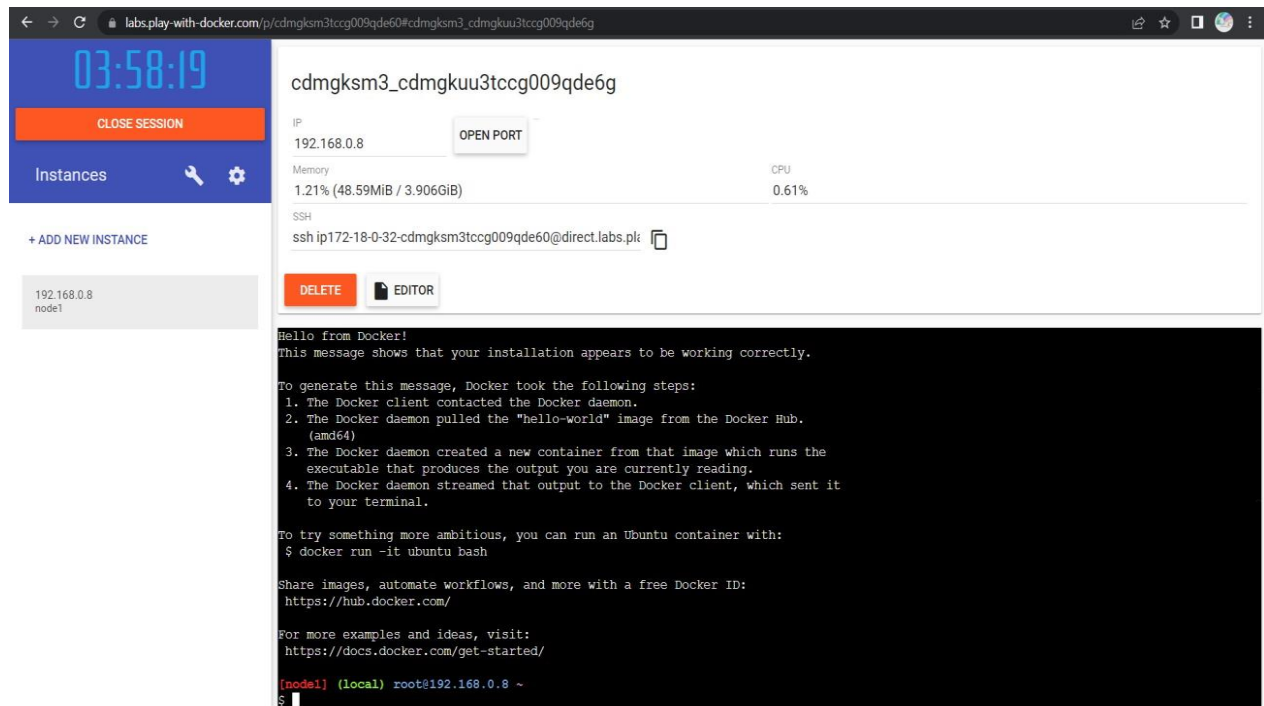 labs.play-with-docker.com/p/cdmgksm3tccg009qde60#cdmgksm3_cdmgkuu3tccg009qde6g
03:58:19
CLOSE SESSION
Instances
+ ADD NEW INSTANCE
192.168.0.8
node1
cdmgksm3_cdmgkuu3tccg009qde6g
IP
192.168.0.8
OPEN PORT
Memory
1.21% (48.59MiB / 3.906GiB)
CPU
0.61%
SSH
ssh ip172-18-0-32-cdmgksm3tccg009qde60@direct.labs.pla
DELETE
EDITOR
Hello from Docker!
This message shows that your installation appears to be working correctly.
To generate this message, Docker took the following steps:
1. The Docker client contacted the Docker daemon.
2. The Docker daemon pulled the "hello-world" image from the Docker Hub.
(amd64)
3. The Docker daemon created a new container from that image which runs the
executable that produces the output you are currently reading.
4. The Docker daemon streamed that output to the Docker client, which sent it
to your terminal.
To try something more ambitious, you can run an Ubuntu container with:
$ docker run -it ubuntu bash
Share images, automate workflows, and more with a free Docker ID:
https://hub.docker.com/
For more examples and ideas, visit:
https://docs.docker.com/get-started/
[node1] (local) root@192.168.0.8 ~
$